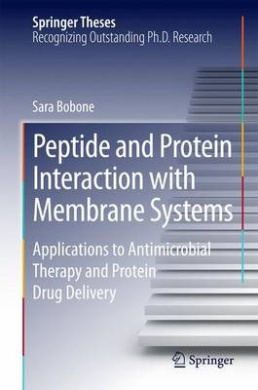 Springer Theses
Recognizing Outstanding Ph.D. Research
Sara Bobone
Peptide and Protein
Interaction with
Membrane Systems
Applications to Antimicrobial
Therapy and Protein
Drug Delivery
Springer